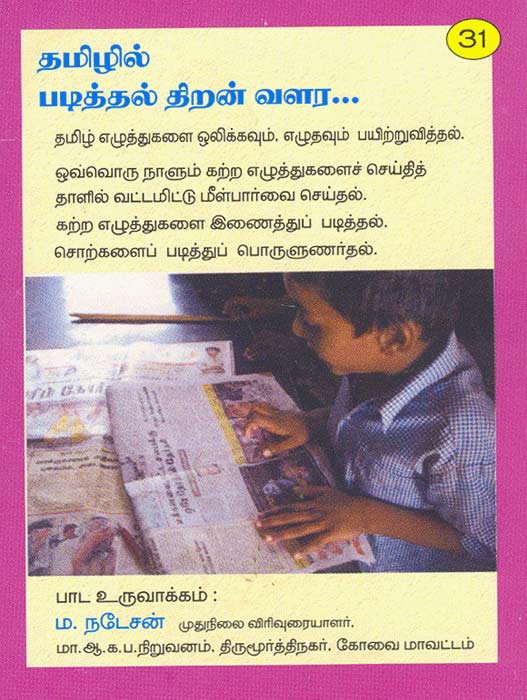 31
தமிழில்
படித்தல் திறன் வளர...
தமிழ் எழுத்துகளை ஒலிக்கவும், எழுதவும் பயிற்றுவித்தல்.
ஒவ்வொரு நாளும் கற்ற எழுத்துகளைச் செய்தித்
தாளில் வட்டமிட்டு மீள்பார்வை செய்தல்.
கற்ற எழுத்துகளை இணைத்துப் படித்தல்.
சொற்களைப் படித்துப் பொருளுணர்தல்.
பாட உருவாக்கம் :
ம. நடேசன் முதுநிலை விரிவுரையாளர்.
மா.ஆ.க.ப.நிறுவனம். திருமூர்த்திநகர். கோவை மாவட்டம்